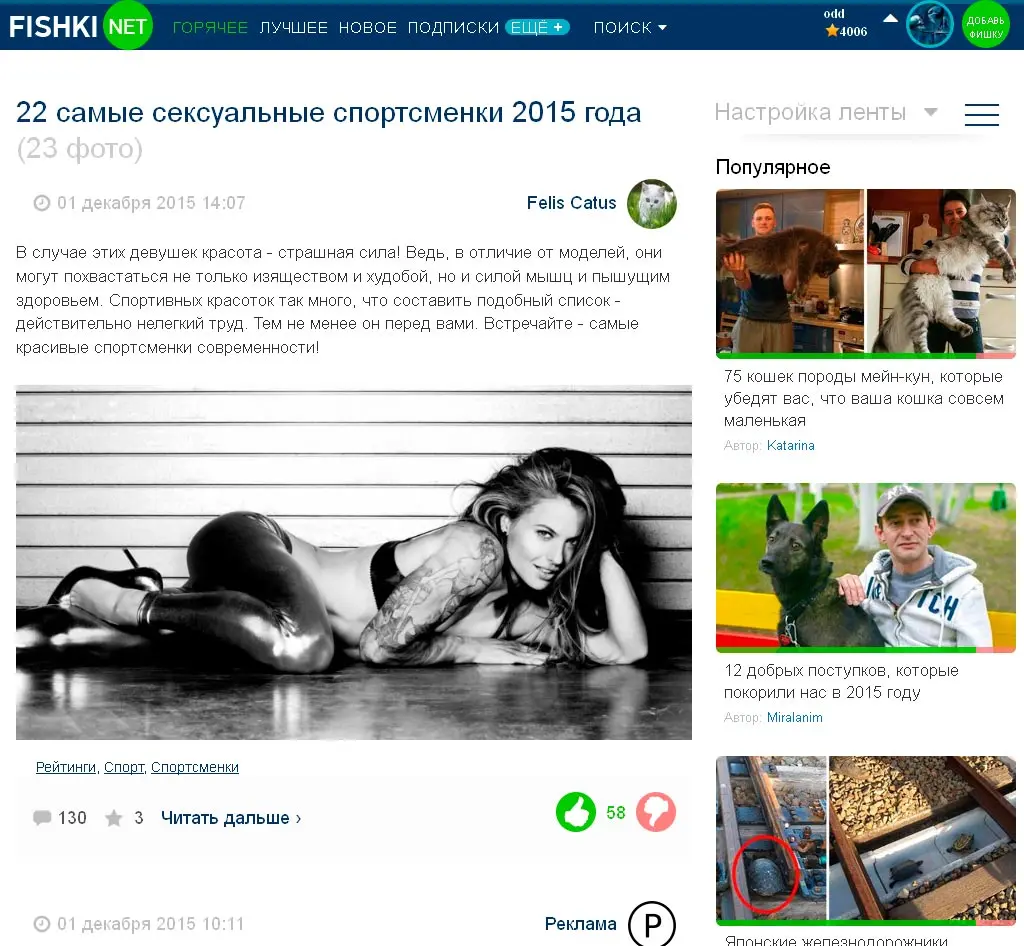 FISHKI NET
ГОРЯЧЕЕ ЛУЧШЕЕ НОВОЕ ПОДПИСКИ ЕЩЁ + ПОИСК
odd
4006
ДОБАВЬ
ФИШКУ
22 самые сексуальные спортсменки 2015 года
(23 фото)
01 декабря 2015 14:07
Felis Catus
В случае этих девушек красота - страшная сила! Ведь, в отличие от моделей, они
могут похвастаться не только изяществом и худобой, но и силой мышц и пышущим
здоровьем. Спортивных красоток так много, что составить подобный список -
действительно нелегкий труд. Тем не менее он перед вами. Встречайте - самые
красивые спортсменки современности!
Рейтинги, Спорт, Спортсменки
130 3 Читать дальше ›
58
01 декабря 2015 10:11
Реклама
P
Настройка ленты
Популярное
75 кошек породы мейн-кун, которые
убедят вас, что ваша кошка совсем
маленькая
Автор: Katarina
12 добрых поступков, которые
покорили нас в 2015 году
Автор: Miralanim
Японские железнодорожники